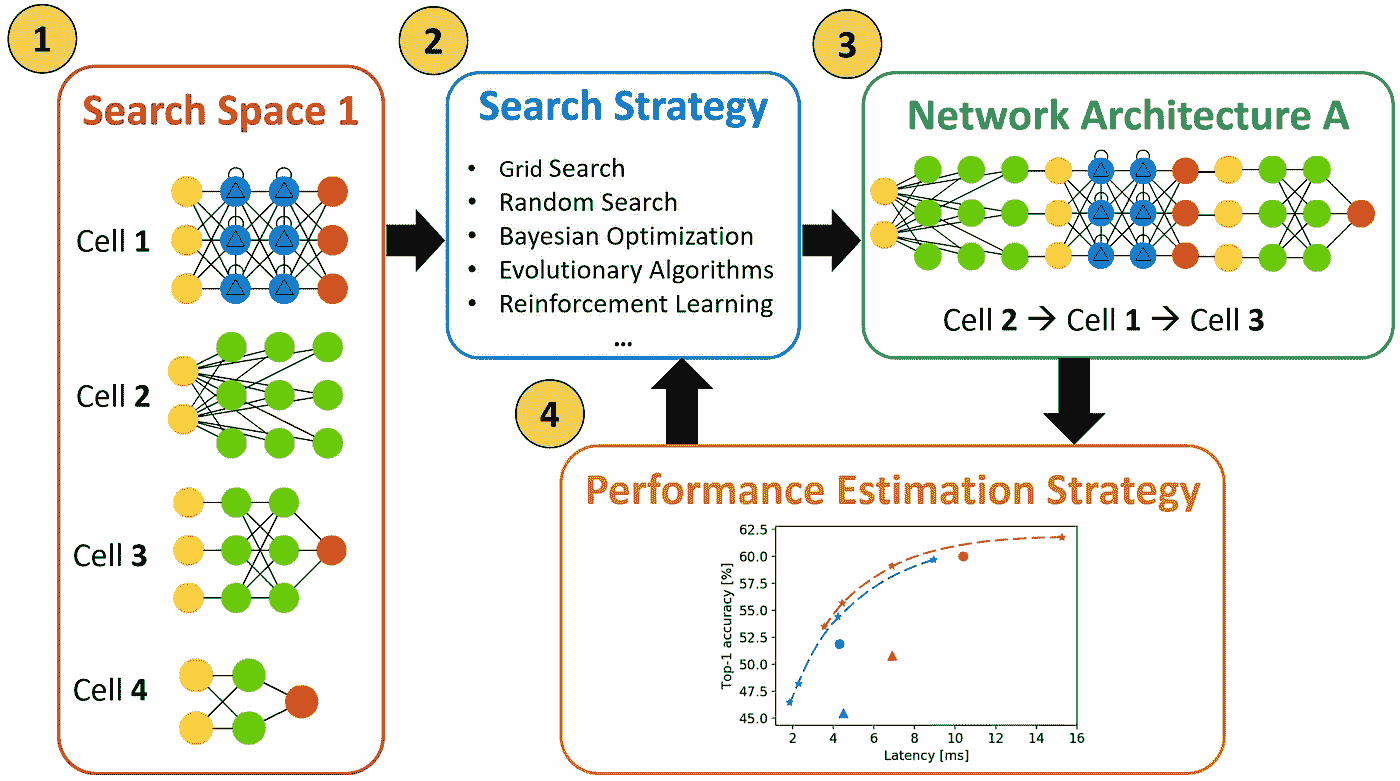 1
Search Space 1
Cell 1
Cell 2
Cell 3
Cell 4
2
Search Strategy
• Grid Search
• Random Search
• Bayesian Optimization
• Evolutionary Algorithms
• Reinforcement Learning
...
3
Network Architecture A
Cell 2 → Cell 1 → Cell 3
4
Performance Estimation Strategy
Top-1 accuracy [%]
62.5
60.0
57.5
55.0
52.5
50.0
47.5
45.0
2 4 6 8 10 12 14 16
Latency [ms]